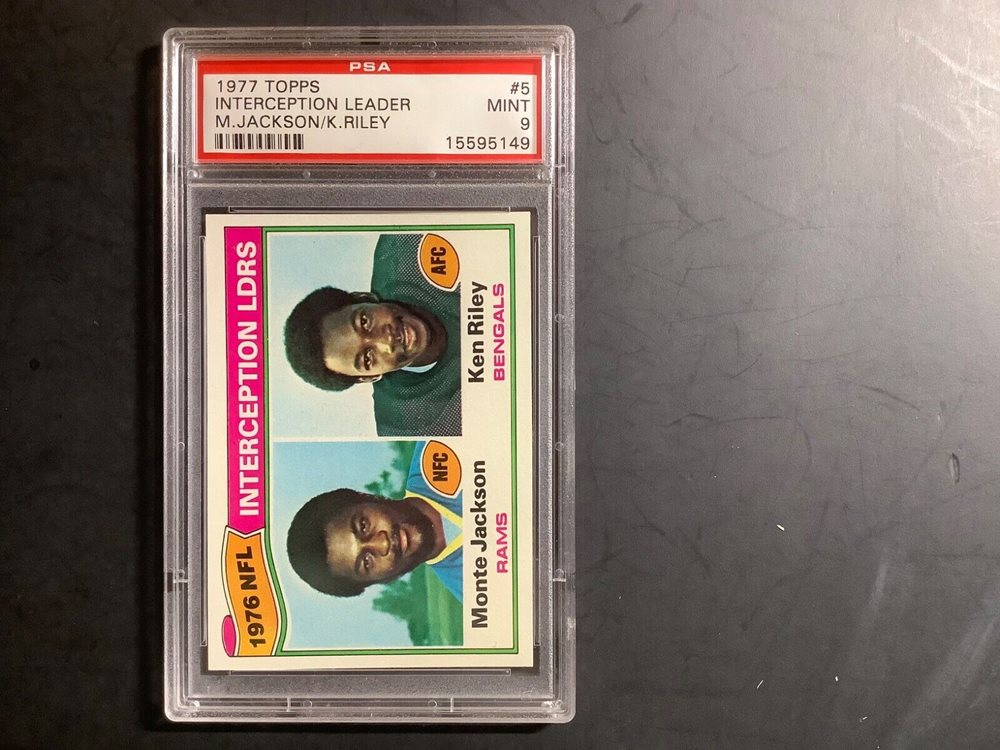 PSA
1977 TOPPS #5
INTERCEPTION LEADER MINT
M.JACKSON/K.RILEY 9
15595149
1976 NFL INTERCEPTION LDRS
NFC
Monte Jackson
RAMS
AFC
Ken Riley
BENGALS